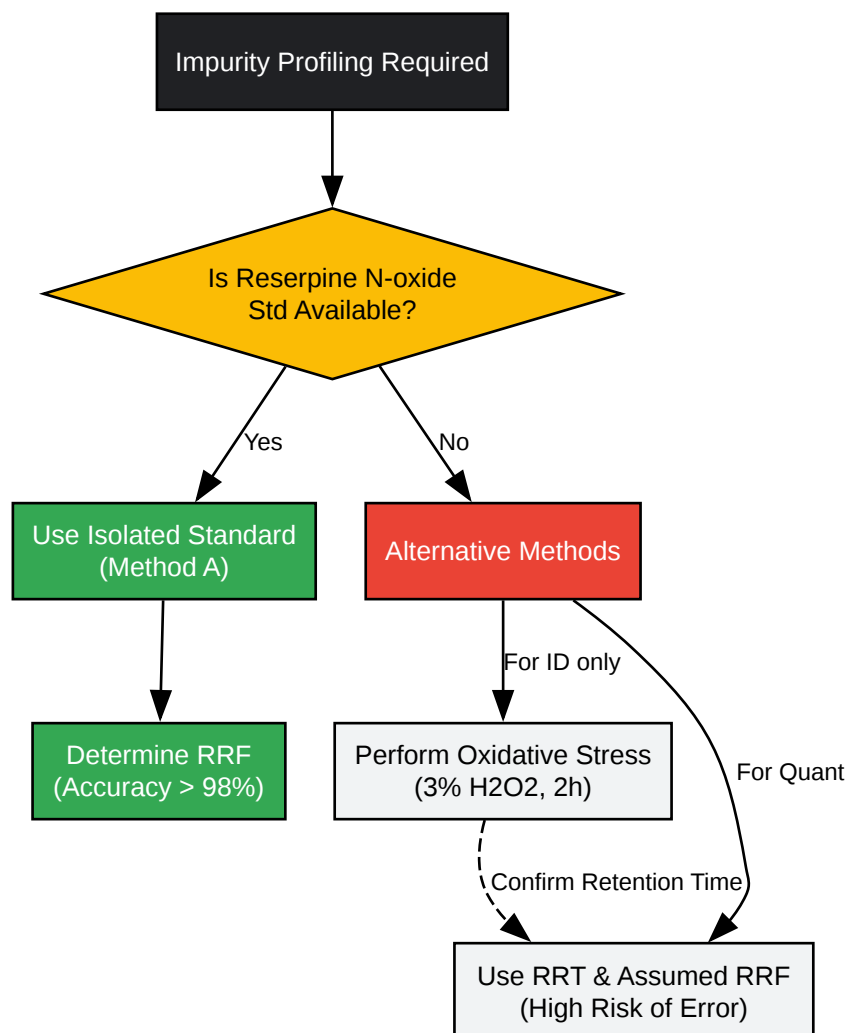 Impurity Profiling Required
Is Reserpine N-oxide
Std Available?
Yes
No
Use Isolated Standard
(Method A)
Alternative Methods
For ID only
Determine RRF
(Accuracy > 98%)
Perform Oxidative Stress
(3% H2O2, 2h)
For Quant
Confirm Retention Time
Use RRT & Assumed RRF
(High Risk of Error)